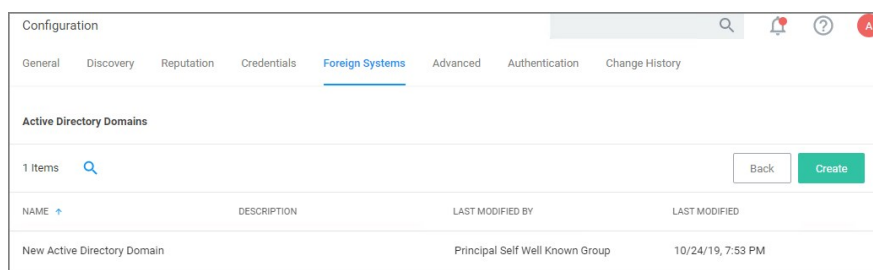 Configuration
A
General Discovery Reputation Credentials Foreign Systems Advanced Authentication Change History
Active Directory Domains
1 Items Back Create
NAME DESCRIPTION LAST MODIFIED BY LAST MODIFIED
New Active Directory Domain Principal Self Well Known Group 10/24/19, 7:53 PM